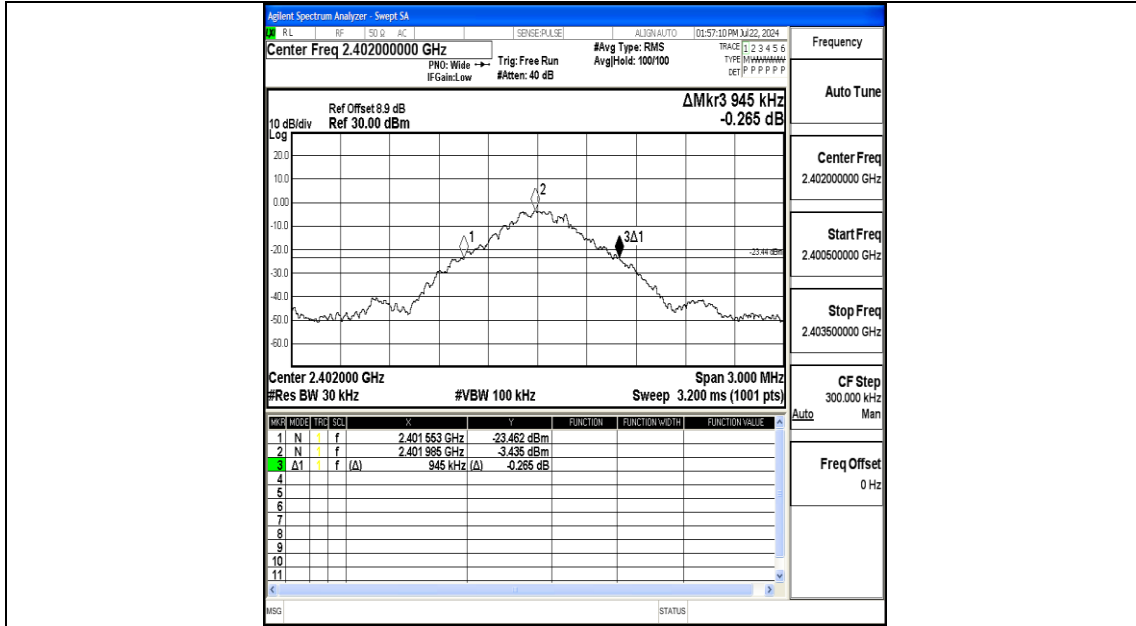 Agilent Spectrum Analyzer - Swept SA
RL RF 50 Ω AC SENSE:PULSE ALIGNAUTO 01:57:10 PM Jul 22, 2024
Center Freq 2.402000000 GHz
#Avg Type: RMS
TRACE 1 2 3 4 5 6
PNO: Wide
Trig: Free Run
Avg|Hold: 100/100
TYPE
IFGain:Low
#Atten: 40 dB
DET P P P P P P
Frequency
Auto Tune
ΔMkr3 945 kHz
-0.265 dB
Ref Offset 8.9 dB
10 dB/div Ref 30.00 dBm
Log
20.0
10.0
0.00
-10.0
-20.0
-30.0
-40.0
-50.0
-60.0
1
2
3Δ1
-23.44 dBm
Center Freq
2.402000000 GHz
Start Freq
2.400500000 GHz
Stop Freq
2.403500000 GHz
Center 2.402000 GHz Span 3.000 MHz
#Res BW 30 kHz #VBW 100 kHz Sweep 3.200 ms (1001 pts)
CF Step
300.000 kHz
Auto Man
Freq Offset
0 Hz
MKR MODE TRC SCL X Y FUNCTION FUNCTION WIDTH FUNCTION VALUE
1 N 1 f 2.401 553 GHz -23.462 dBm
2 N 1 f 2.401 985 GHz -3.435 dBm
3 Δ1 1 f (Δ) 945 kHz (Δ) -0.265 dB
4
5
6
7
8
9
10
11
MSG STATUS